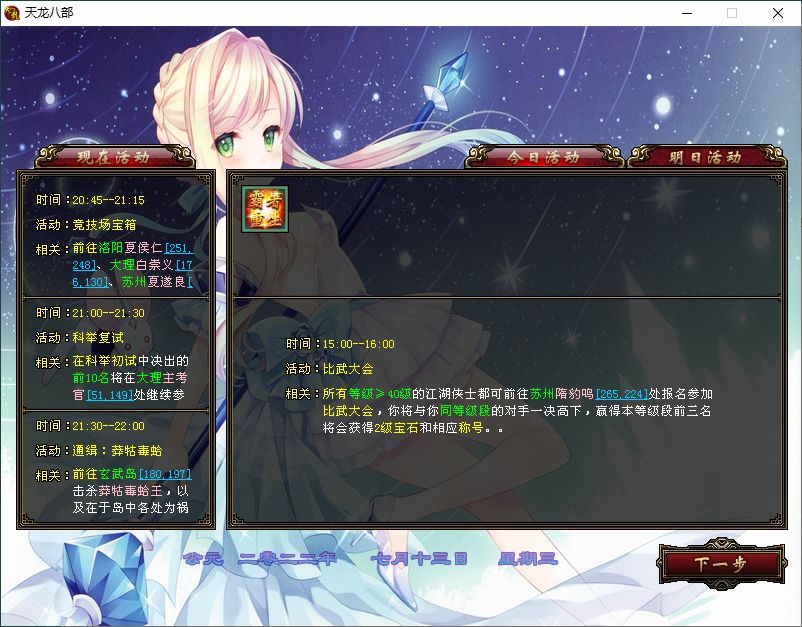 天龙八部
现在活动
今日活动
明日活动
时间：20:45--21:15
活动：竞技场宝箱
相关：前往洛阳夏侯仁[251,
248]、大理白崇义[17
6,130]、苏州夏遂良[
时间：21:00--21:30
活动：科举复试
相关：在科举初试中决出的
前10名将在大理主考
官[51,149]处继续参
时间：21:30--22:00
活动：通缉：莽牯毒蛤
相关：前往玄武岛[180,197]
击杀莽牯毒蛤王，以
及在于岛中各处为祸
霸者
重生
时间：15:00--16:00
活动：比武大会
相关：所有等级≥40级的江湖侠士都可前往苏州隋豹鸣[265,224]处报名参加
比武大会，你将与你同等级段的对手一决高下，赢得本等级段前三名
将会获得2级宝石和相应称号。。
公元 二零二二年 七月十三日 星期三
下一步